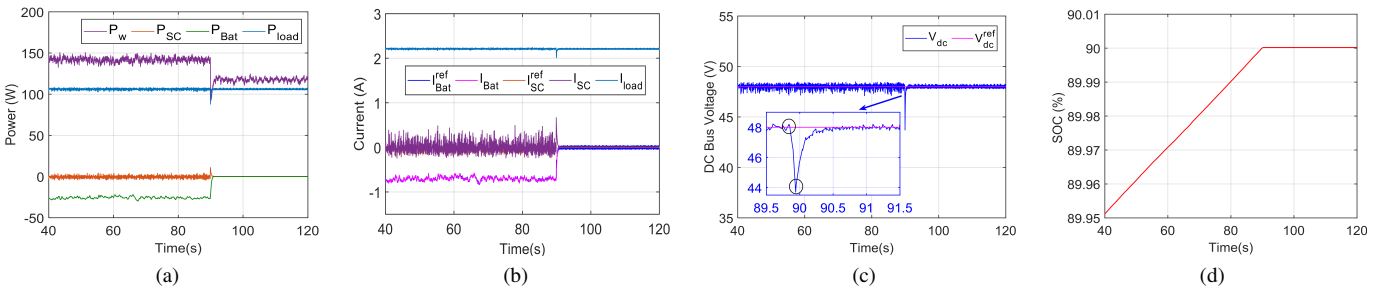 P_w P_SC P_Bat P_load
150
100
50
0
-50
40 60 80 100 120
Power (W)
Time(s)
(a)
3
2
1
0
-1
I_Bat^ref I_Bat I_SC^ref I_SC I_load
40 60 80 100 120
Current (A)
Time(s)
(b)
V_dc V_dc^ref
55
50
45
40
35
48
46
44
89.5 90 90.5 91 91.5
40 60 80 100 120
DC Bus Voltage (V)
Time(s)
(c)
90.01
90
89.99
89.98
89.97
89.96
89.95
40 60 80 100 120
SOC (%)
Time(s)
(d)